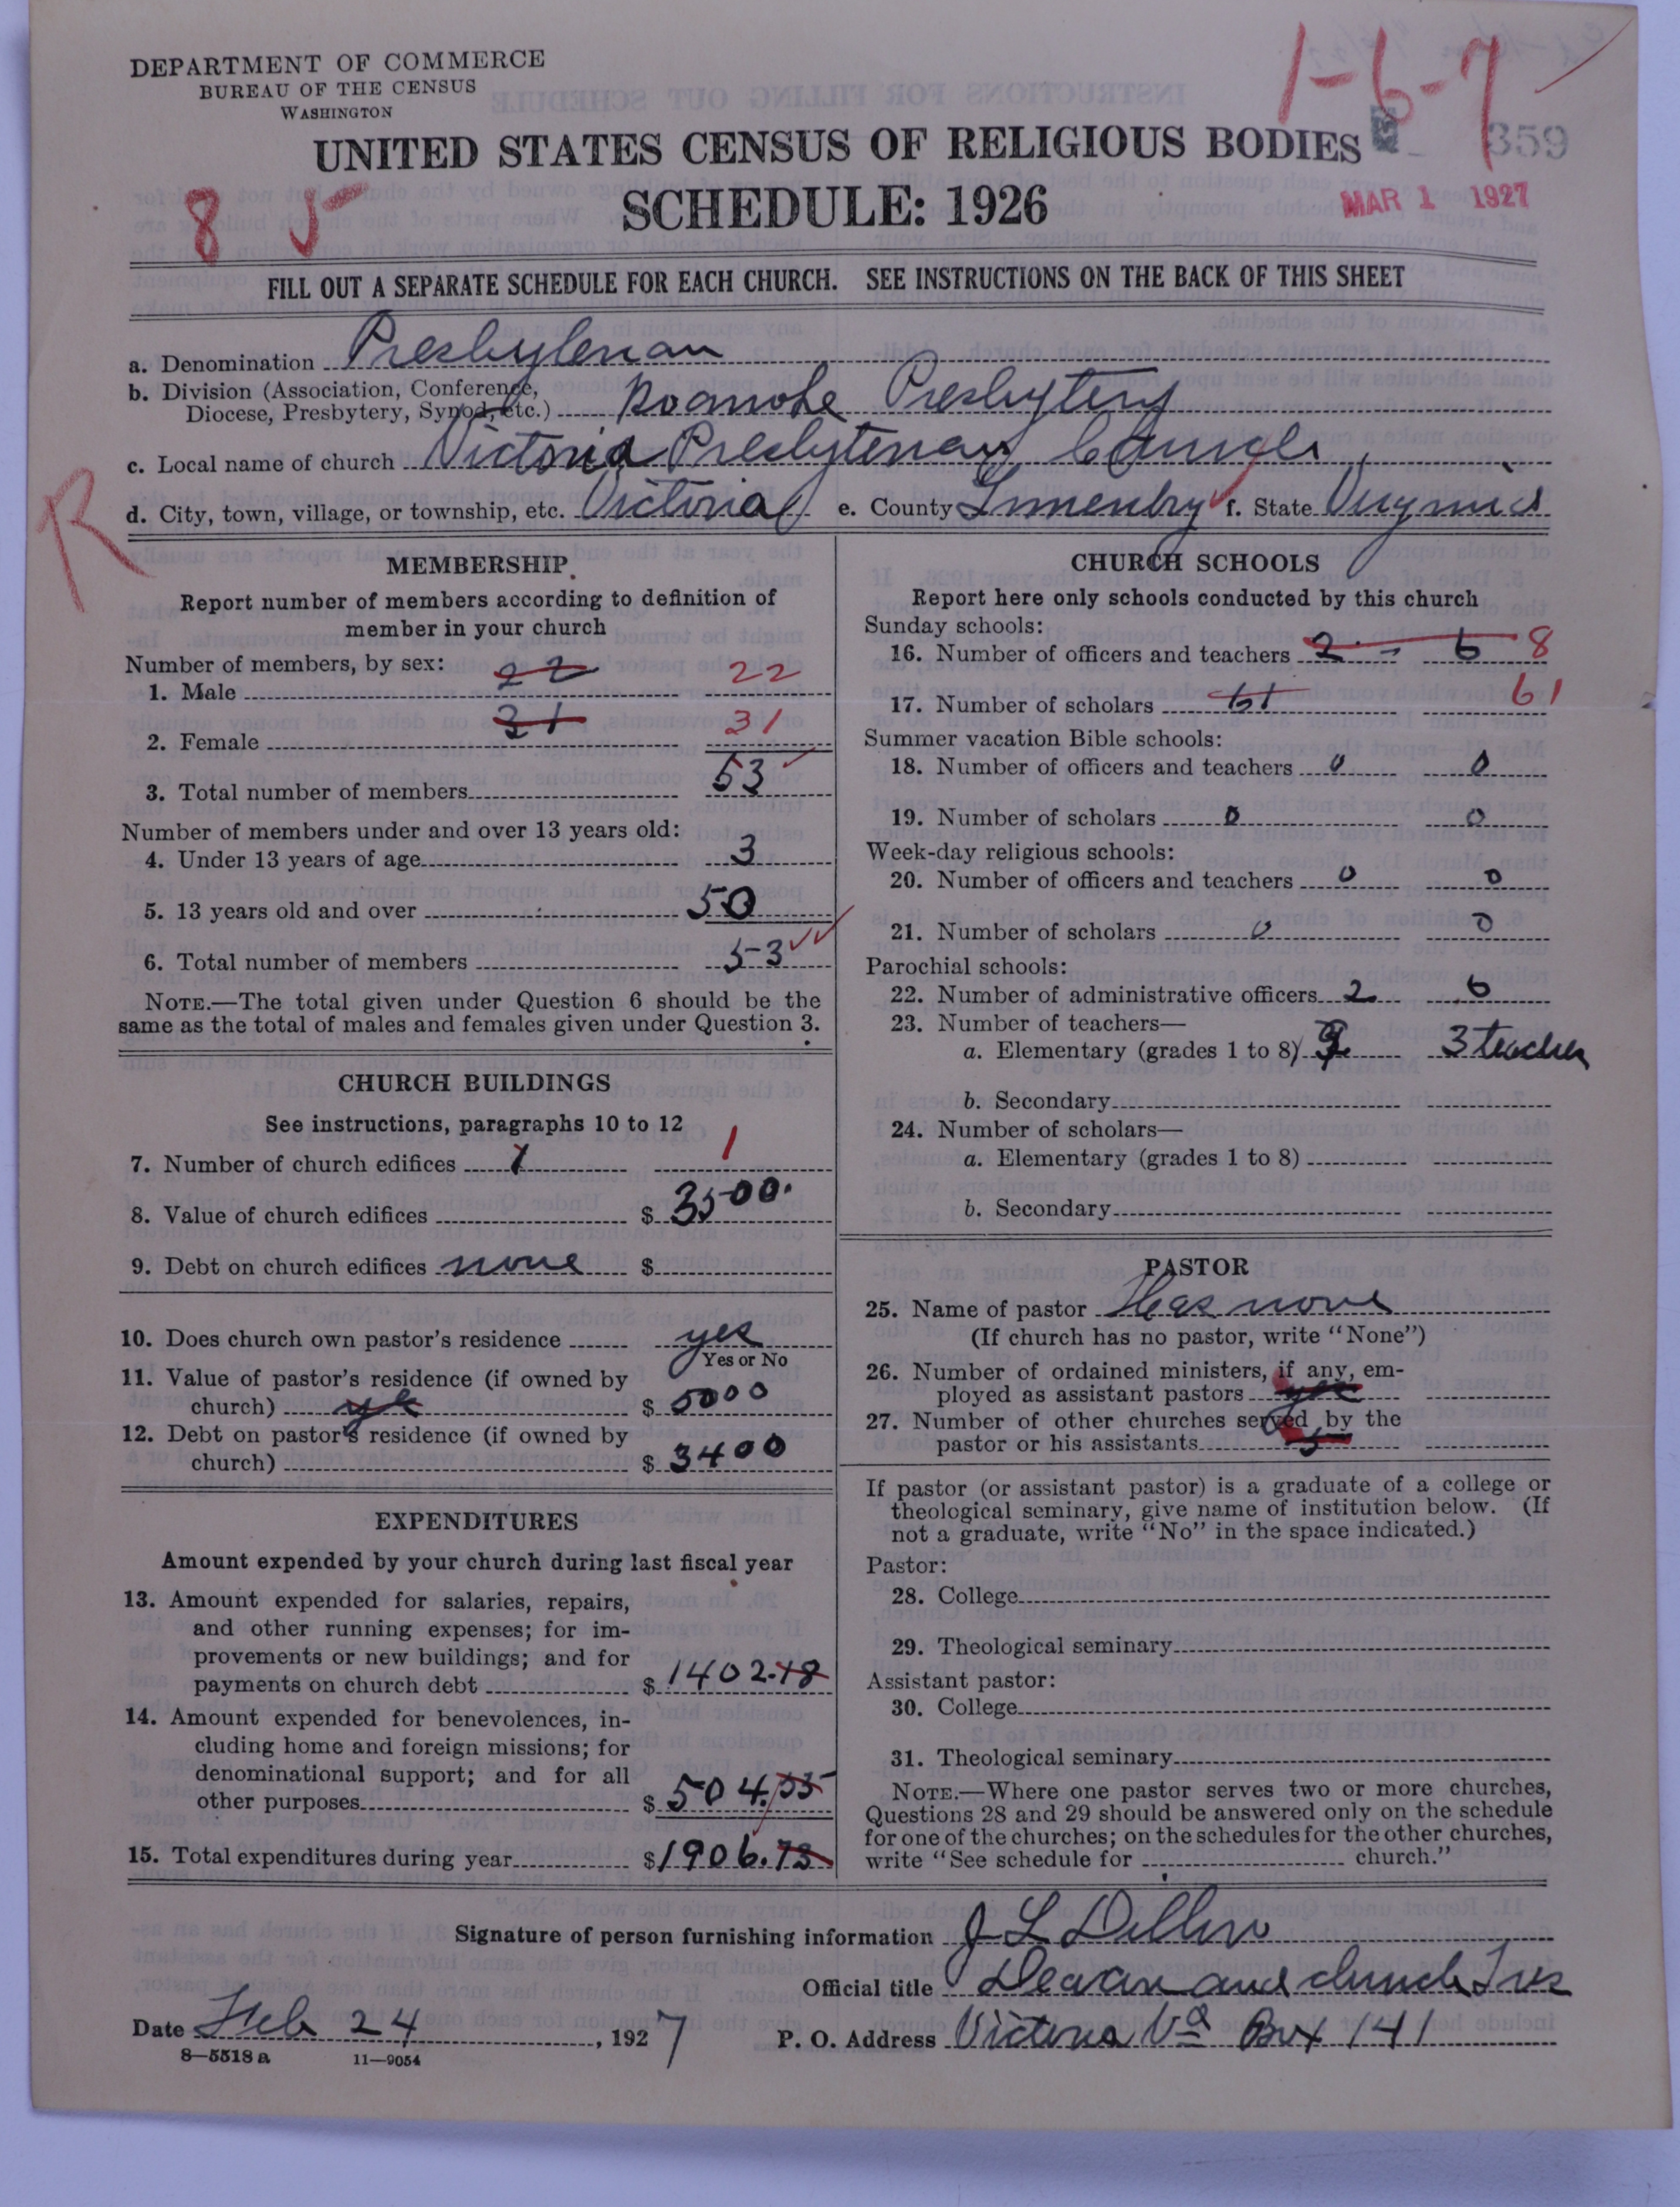 DEPARTMENT OF COMMERCE
BUREAU OF THE CENSUS
WASHINGTON
1-6-7
359
UNITED STATES CENSUS OF RELIGIOUS BODIES
SCHEDULE: 1926
8 5
MAR 1 1927
FILL OUT A SEPARATE SCHEDULE FOR EACH CHURCH. SEE INSTRUCTIONS ON THE BACK OF THIS SHEET
a. Denomination Presbyterian
b. Division (Association, Conference,
Diocese, Presbytery, Synod, etc.) Roanoke Presbytery
c. Local name of church Victoria Presbyterian Church
R
d. City, town, village, or township, etc. Victoria e. County Lunenburg f. State Virginia
MEMBERSHIP
Report number of members according to definition of
member in your church
Number of members, by sex:
1. Male 22 22
2. Female 31 31
3. Total number of members 53
Number of members under and over 13 years old:
4. Under 13 years of age 3
5. 13 years old and over 50
6. Total number of members 53
NOTE.—The total given under Question 6 should be the
same as the total of males and females given under Question 3.
CHURCH BUILDINGS
See instructions, paragraphs 10 to 12
7. Number of church edifices 1 1
8. Value of church edifices $ 3500.
9. Debt on church edifices none $
10. Does church own pastor's residence yes
Yes or No
11. Value of pastor's residence (if owned by
church) yes $ 5000
12. Debt on pastor's residence (if owned by
church) $ 3400
EXPENDITURES
Amount expended by your church during last fiscal year
13. Amount expended for salaries, repairs,
and other running expenses; for im-
provements or new buildings; and for
payments on church debt $ 1402.18
14. Amount expended for benevolences, in-
cluding home and foreign missions; for
denominational support; and for all
other purposes $ 504.55
15. Total expenditures during year $ 1906.73
CHURCH SCHOOLS
Report here only schools conducted by this church
Sunday schools:
16. Number of officers and teachers 2 - 6 8
17. Number of scholars 61 61
Summer vacation Bible schools:
18. Number of officers and teachers 0 0
19. Number of scholars 0 0
Week-day religious schools:
20. Number of officers and teachers 0 0
21. Number of scholars 0 0
Parochial schools:
22. Number of administrative officers 2 6
23. Number of teachers—
a. Elementary (grades 1 to 8) 3 teacher
b. Secondary
24. Number of scholars—
a. Elementary (grades 1 to 8)
b. Secondary
PASTOR
25. Name of pastor Has none
(If church has no pastor, write "None")
26. Number of ordained ministers, if any, em-
ployed as assistant pastors yes
27. Number of other churches served by the
pastor or his assistants 5
If pastor (or assistant pastor) is a graduate of a college or
theological seminary, give name of institution below. (If
not a graduate, write "No" in the space indicated.)
Pastor:
28. College
29. Theological seminary
Assistant pastor:
30. College
31. Theological seminary
NOTE.—Where one pastor serves two or more churches,
Questions 28 and 29 should be answered only on the schedule
for one of the churches; on the schedules for the other churches,
write "See schedule for church."
Signature of person furnishing information J L Dillow
Official title Deacon and church Tres
Date Feb 24, 1927 P. O. Address Victoria Va Box 141
8—5518 a 11—9054